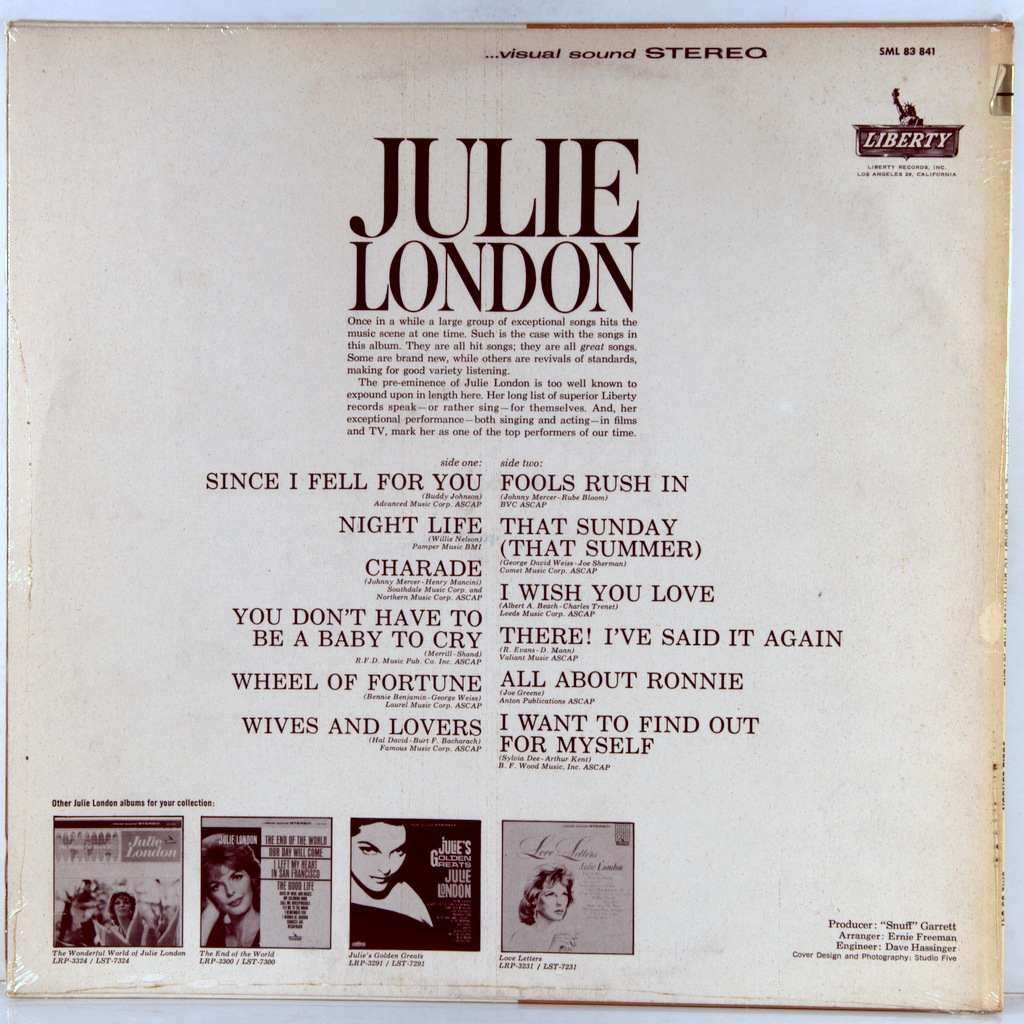 ...visual sound STEREO
SML 83 841
LIBERTY
LIBERTY RECORDS, INC.
LOS ANGELES 28, CALIFORNIA
JULIE
LONDON
Once in a while a large group of exceptional songs hits the
music scene at one time. Such is the case with the songs in
this album. They are all hit songs; they are all great songs.
Some are brand new, while others are revivals of standards,
making for good variety listening.
The pre-eminence of Julie London is too well known to
expound upon in length here. Her long list of superior Liberty
records speak—or rather sing—for themselves. And, her
exceptional performance—both singing and acting—in films
and TV, mark her as one of the top performers of our time.
side one:
SINCE I FELL FOR YOU
(Buddy Johnson)
Advanced Music Corp. ASCAP
NIGHT LIFE
(Willie Nelson)
Pamper Music BMI
CHARADE
(Johnny Mercer-Henry Mancini)
Southdale Music Corp. and
Northern Music Corp. ASCAP
YOU DON'T HAVE TO
BE A BABY TO CRY
(Merrill-Shand)
R.F.D. Music Pub. Co. Inc. ASCAP
WHEEL OF FORTUNE
(Bennie Benjamin-George Weiss)
Laurel Music Corp. ASCAP
WIVES AND LOVERS
(Hal David-Burt F. Bacharach)
Famous Music Corp. ASCAP
side two:
FOOLS RUSH IN
(Johnny Mercer-Rube Bloom)
BVC ASCAP
THAT SUNDAY
(THAT SUMMER)
(George David Weiss-Joe Sherman)
Comet Music Corp. ASCAP
I WISH YOU LOVE
(Albert A. Beach-Charles Trenet)
Leeds Music Corp. ASCAP
THERE! I'VE SAID IT AGAIN
(R. Evans-D. Mann)
Valiant Music ASCAP
ALL ABOUT RONNIE
(Joe Greene)
Anton Publications ASCAP
I WANT TO FIND OUT
FOR MYSELF
(Sylvia Dee-Arthur Kent)
B. F. Wood Music, Inc. ASCAP
Other Julie London albums for your collection:
Julie
London
The Wonderful World of Julie London
LRP-3324 / LST-7324
JULIE LONDON
THE END OF THE WORLD
OUR DAY WILL COME
I LEFT MY HEART
IN SAN FRANCISCO
THE GOOD LIFE
The End of the World
LRP-3300 / LST-7300
JULIE'S
GOLDEN
GREATS
JULIE
LONDON
Julie's Golden Greats
LRP-3291 / LST-7291
Love Letters
Julie London
Love Letters
LRP-3231 / LST-7231
Producer: "Snuff" Garrett
Arranger: Ernie Freeman
Engineer: Dave Hassinger
Cover Design and Photography: Studio Five